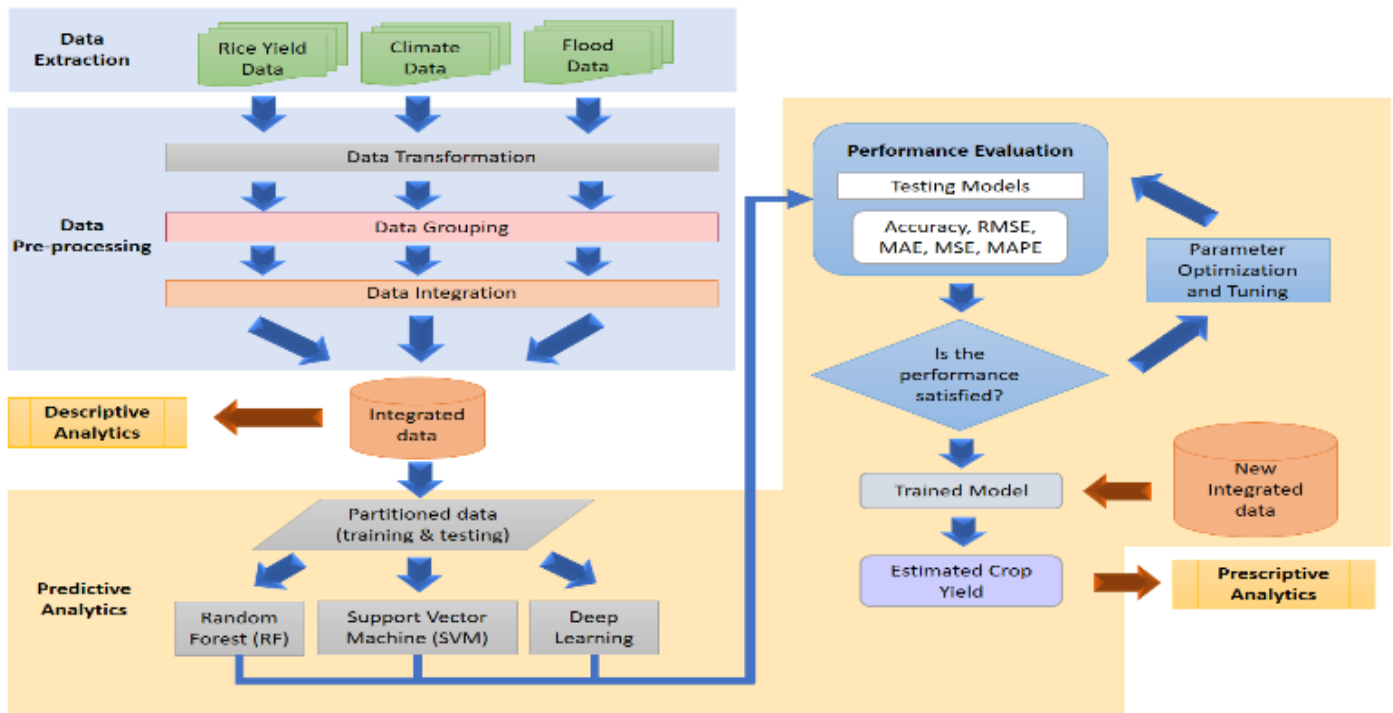 Data
Extraction
Rice Yield
Data
Climate
Data
Flood
Data
Data
Pre-processing
Data Transformation
Data Grouping
Data Integration
Integrated
data
Descriptive
Analytics
Predictive
Analytics
Partitioned data
(training & testing)
Random
Forest (RF)
Support Vector
Machine (SVM)
Deep
Learning
Performance Evaluation
Testing Models
Accuracy, RMSE,
MAE, MSE, MAPE
Parameter
Optimization
and Tuning
Is the
performance
satisfied?
Trained Model
New
Integrated
data
Estimated Crop
Yield
Prescriptive
Analytics